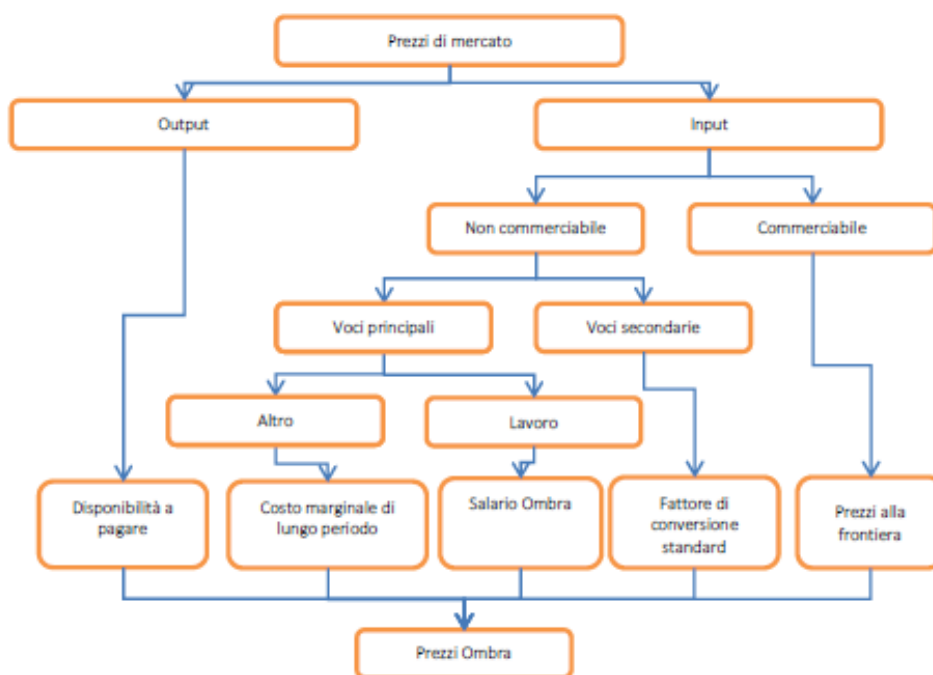 Prezzi di mercato
Output
Input
Non commerciabile
Commerciabile
Voci principali
Voci secondarie
Altro
Lavoro
Disponibilità a
pagare
Costo marginale di
lungo periodo
Salario Ombra
Fattore di
conversione
standard
Prezzi alla
frontiera
Prezzi Ombra